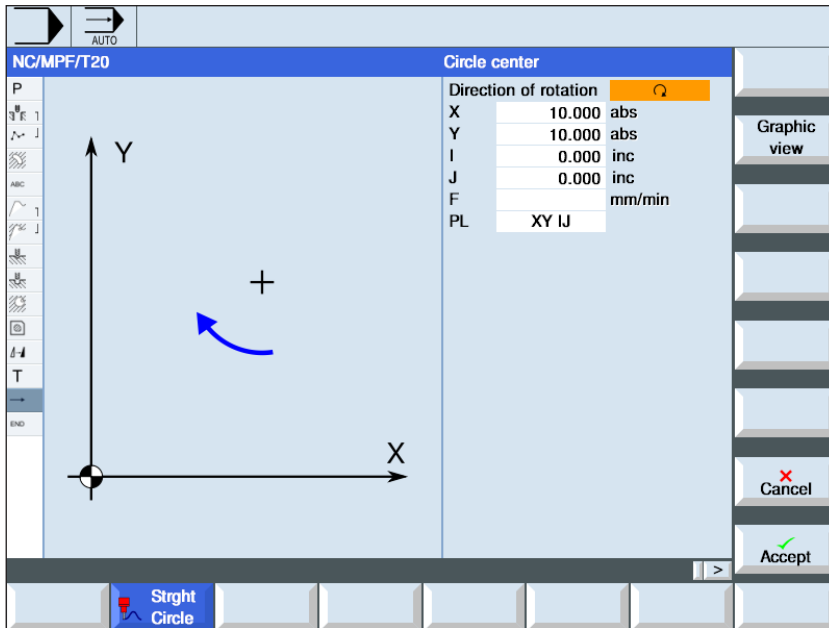 AUTO
NC/MPF/T20
Circle center
P
ABC
T
END
Y
X
Direction of rotation
X 10.000 abs
Y 10.000 abs
I 0.000 inc
J 0.000 inc
F mm/min
PL XY IJ
Graphic
view
Cancel
Accept
>
Strght
Circle